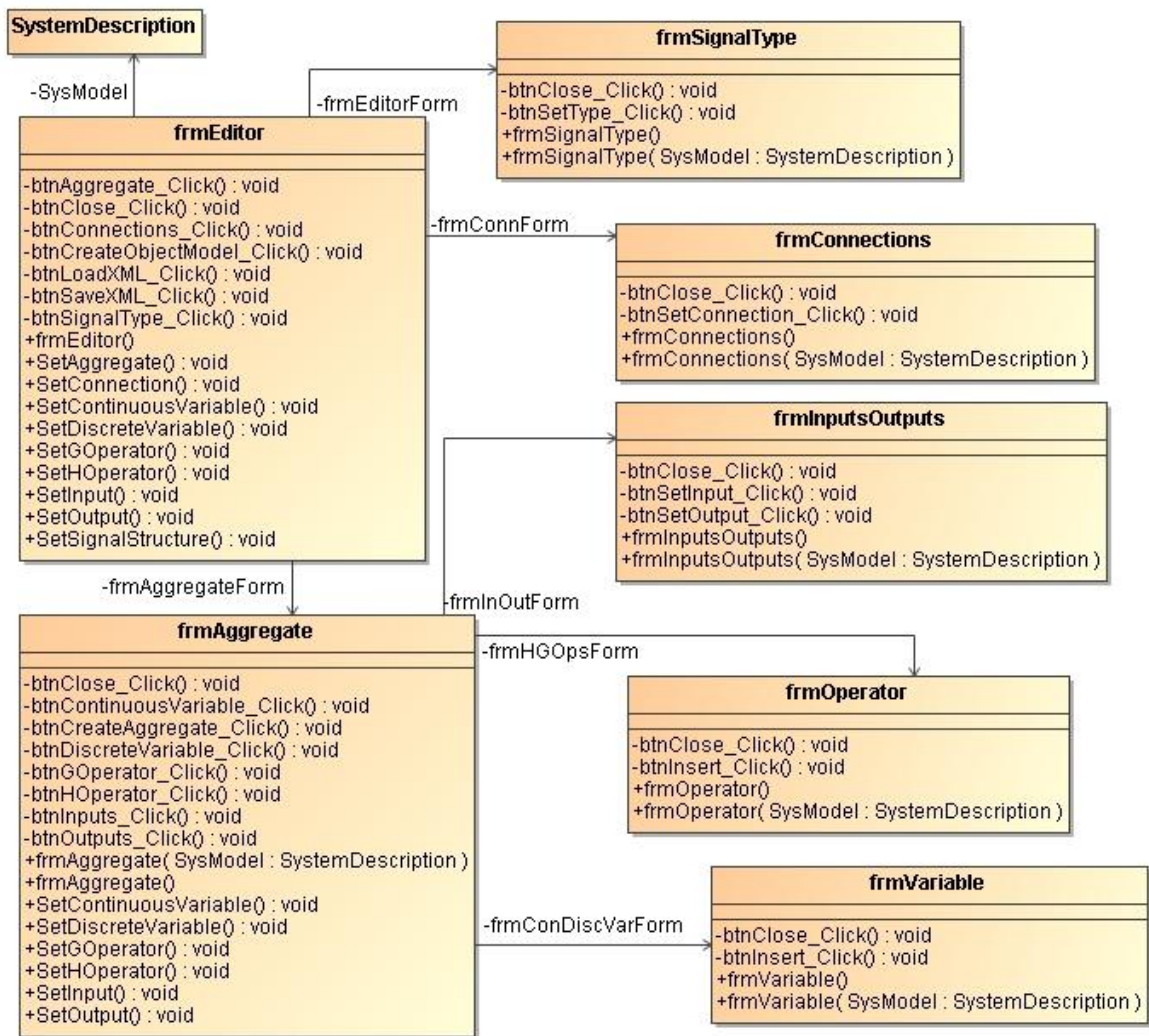 SystemDescription
-SysModel
-frmEditorForm
frmSignalType
-btnClose_Click() : void
-btnSetType_Click() : void
+frmSignalType()
+frmSignalType( SysModel : SystemDescription )
frmEditor
-btnAggregate_Click() : void
-btnClose_Click() : void
-btnConnections_Click() : void
-btnCreateObjectModel_Click() : void
-btnLoadXML_Click() : void
-btnSaveXML_Click() : void
-btnSignalType_Click() : void
+frmEditor()
+SetAggregate() : void
+SetConnection() : void
+SetContinuousVariable() : void
+SetDiscreteVariable() : void
+SetGOperator() : void
+SetHOperator() : void
+SetInput() : void
+SetOutput() : void
+SetSignalStructure() : void
-frmConnForm
frmConnections
-btnClose_Click() : void
-btnSetConnection_Click() : void
+frmConnections()
+frmConnections( SysModel : SystemDescription )
frmInputsOutputs
-btnClose_Click() : void
-btnSetInput_Click() : void
-btnSetOutput_Click() : void
+frmInputsOutputs()
+frmInputsOutputs( SysModel : SystemDescription )
-frmAggregateForm
-frmInOutForm
frmAggregate
-btnClose_Click() : void
-btnContinuousVariable_Click() : void
-btnCreateAggregate_Click() : void
-btnDiscreteVariable_Click() : void
-btnGOperator_Click() : void
-btnHOperator_Click() : void
-btnInputs_Click() : void
-btnOutputs_Click() : void
+frmAggregate( SysModel : SystemDescription )
+frmAggregate()
+SetContinuousVariable() : void
+SetDiscreteVariable() : void
+SetGOperator() : void
+SetHOperator() : void
+SetInput() : void
+SetOutput() : void
-frmHGOpsForm
frmOperator
-btnClose_Click() : void
-btnInsert_Click() : void
+frmOperator()
+frmOperator( SysModel : SystemDescription )
-frmConDiscVarForm
frmVariable
-btnClose_Click() : void
-btnInsert_Click() : void
+frmVariable()
+frmVariable( SysModel : SystemDescription )